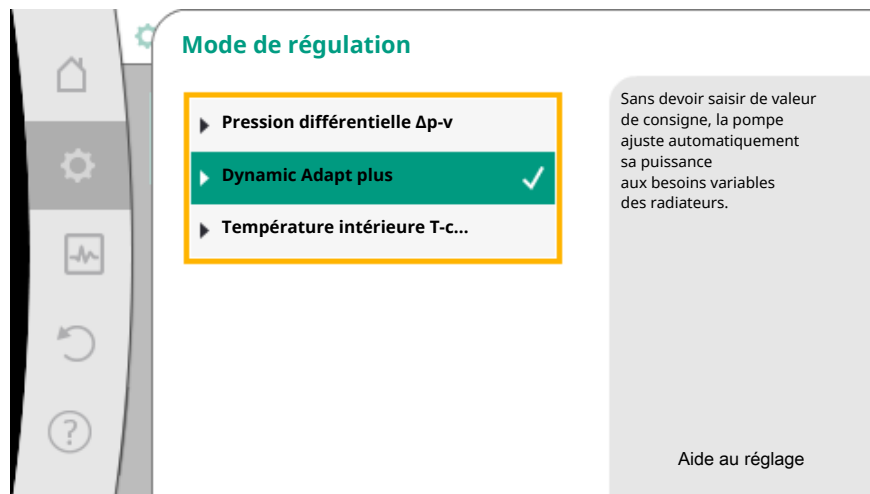 Mode de régulation
Pression différentielle Δp-v
Dynamic Adapt plus
Température intérieure T-c...
Sans devoir saisir de valeur
de consigne, la pompe
ajuste automatiquement
sa puissance
aux besoins variables
des radiateurs.
Aide au réglage